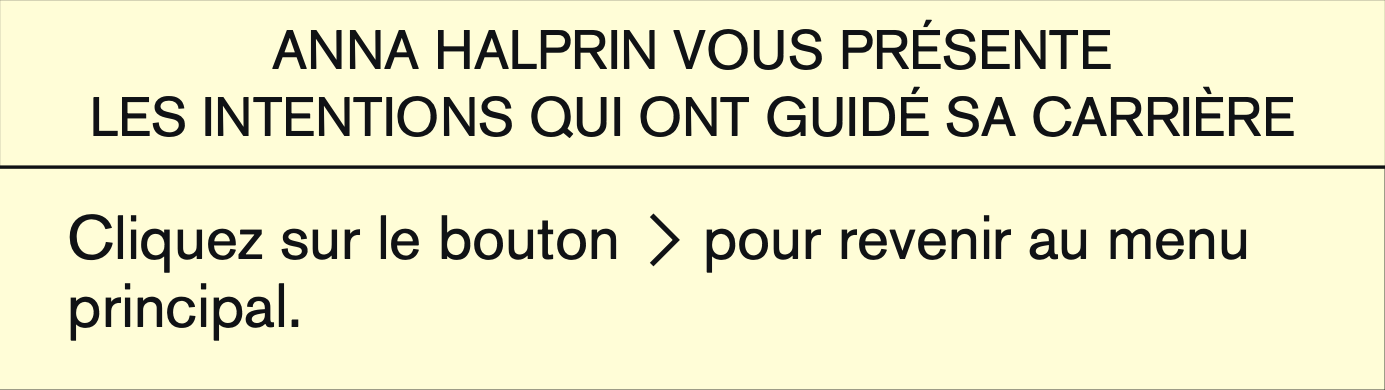 ANNA HALPRIN VOUS PRÉSENTE
LES INTENTIONS QUI ONT GUIDÉ SA CARRIÈRE
Cliquez sur le bouton > pour revenir au menu
principal.